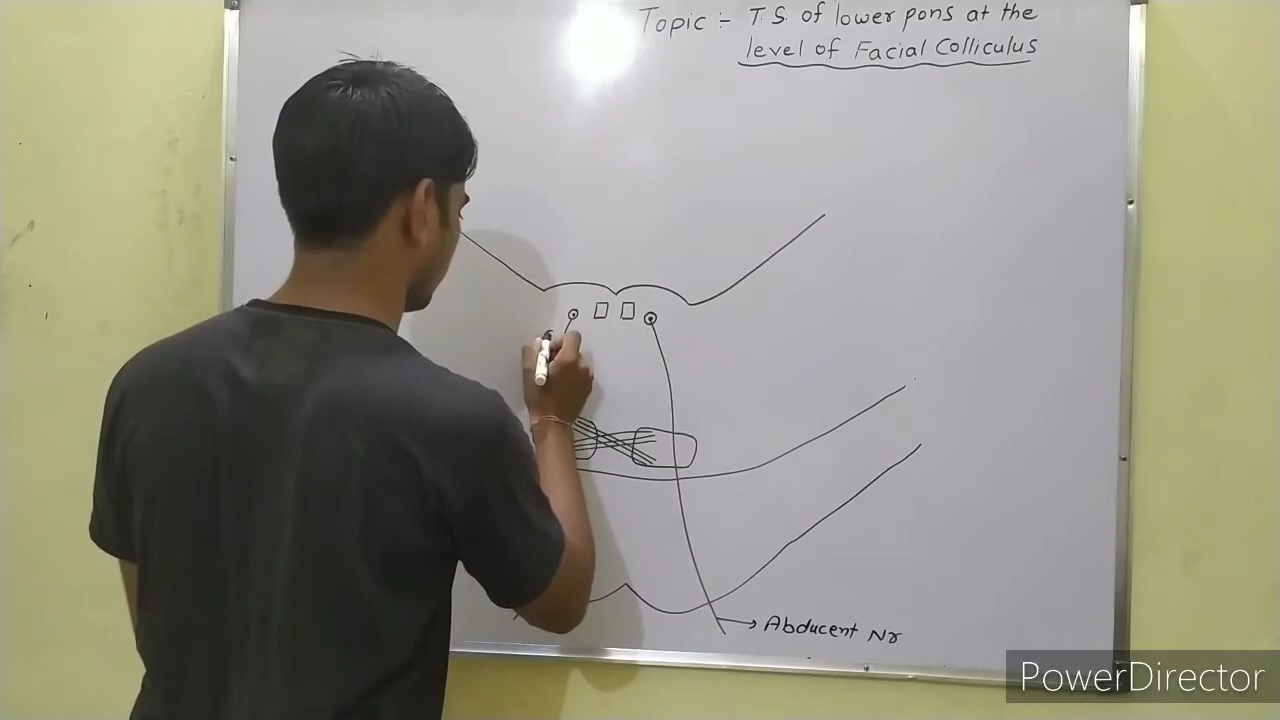 Topic :- T.S. of lower pons at the
level of Facial Colliculus
Abducent Nr
PowerDirector